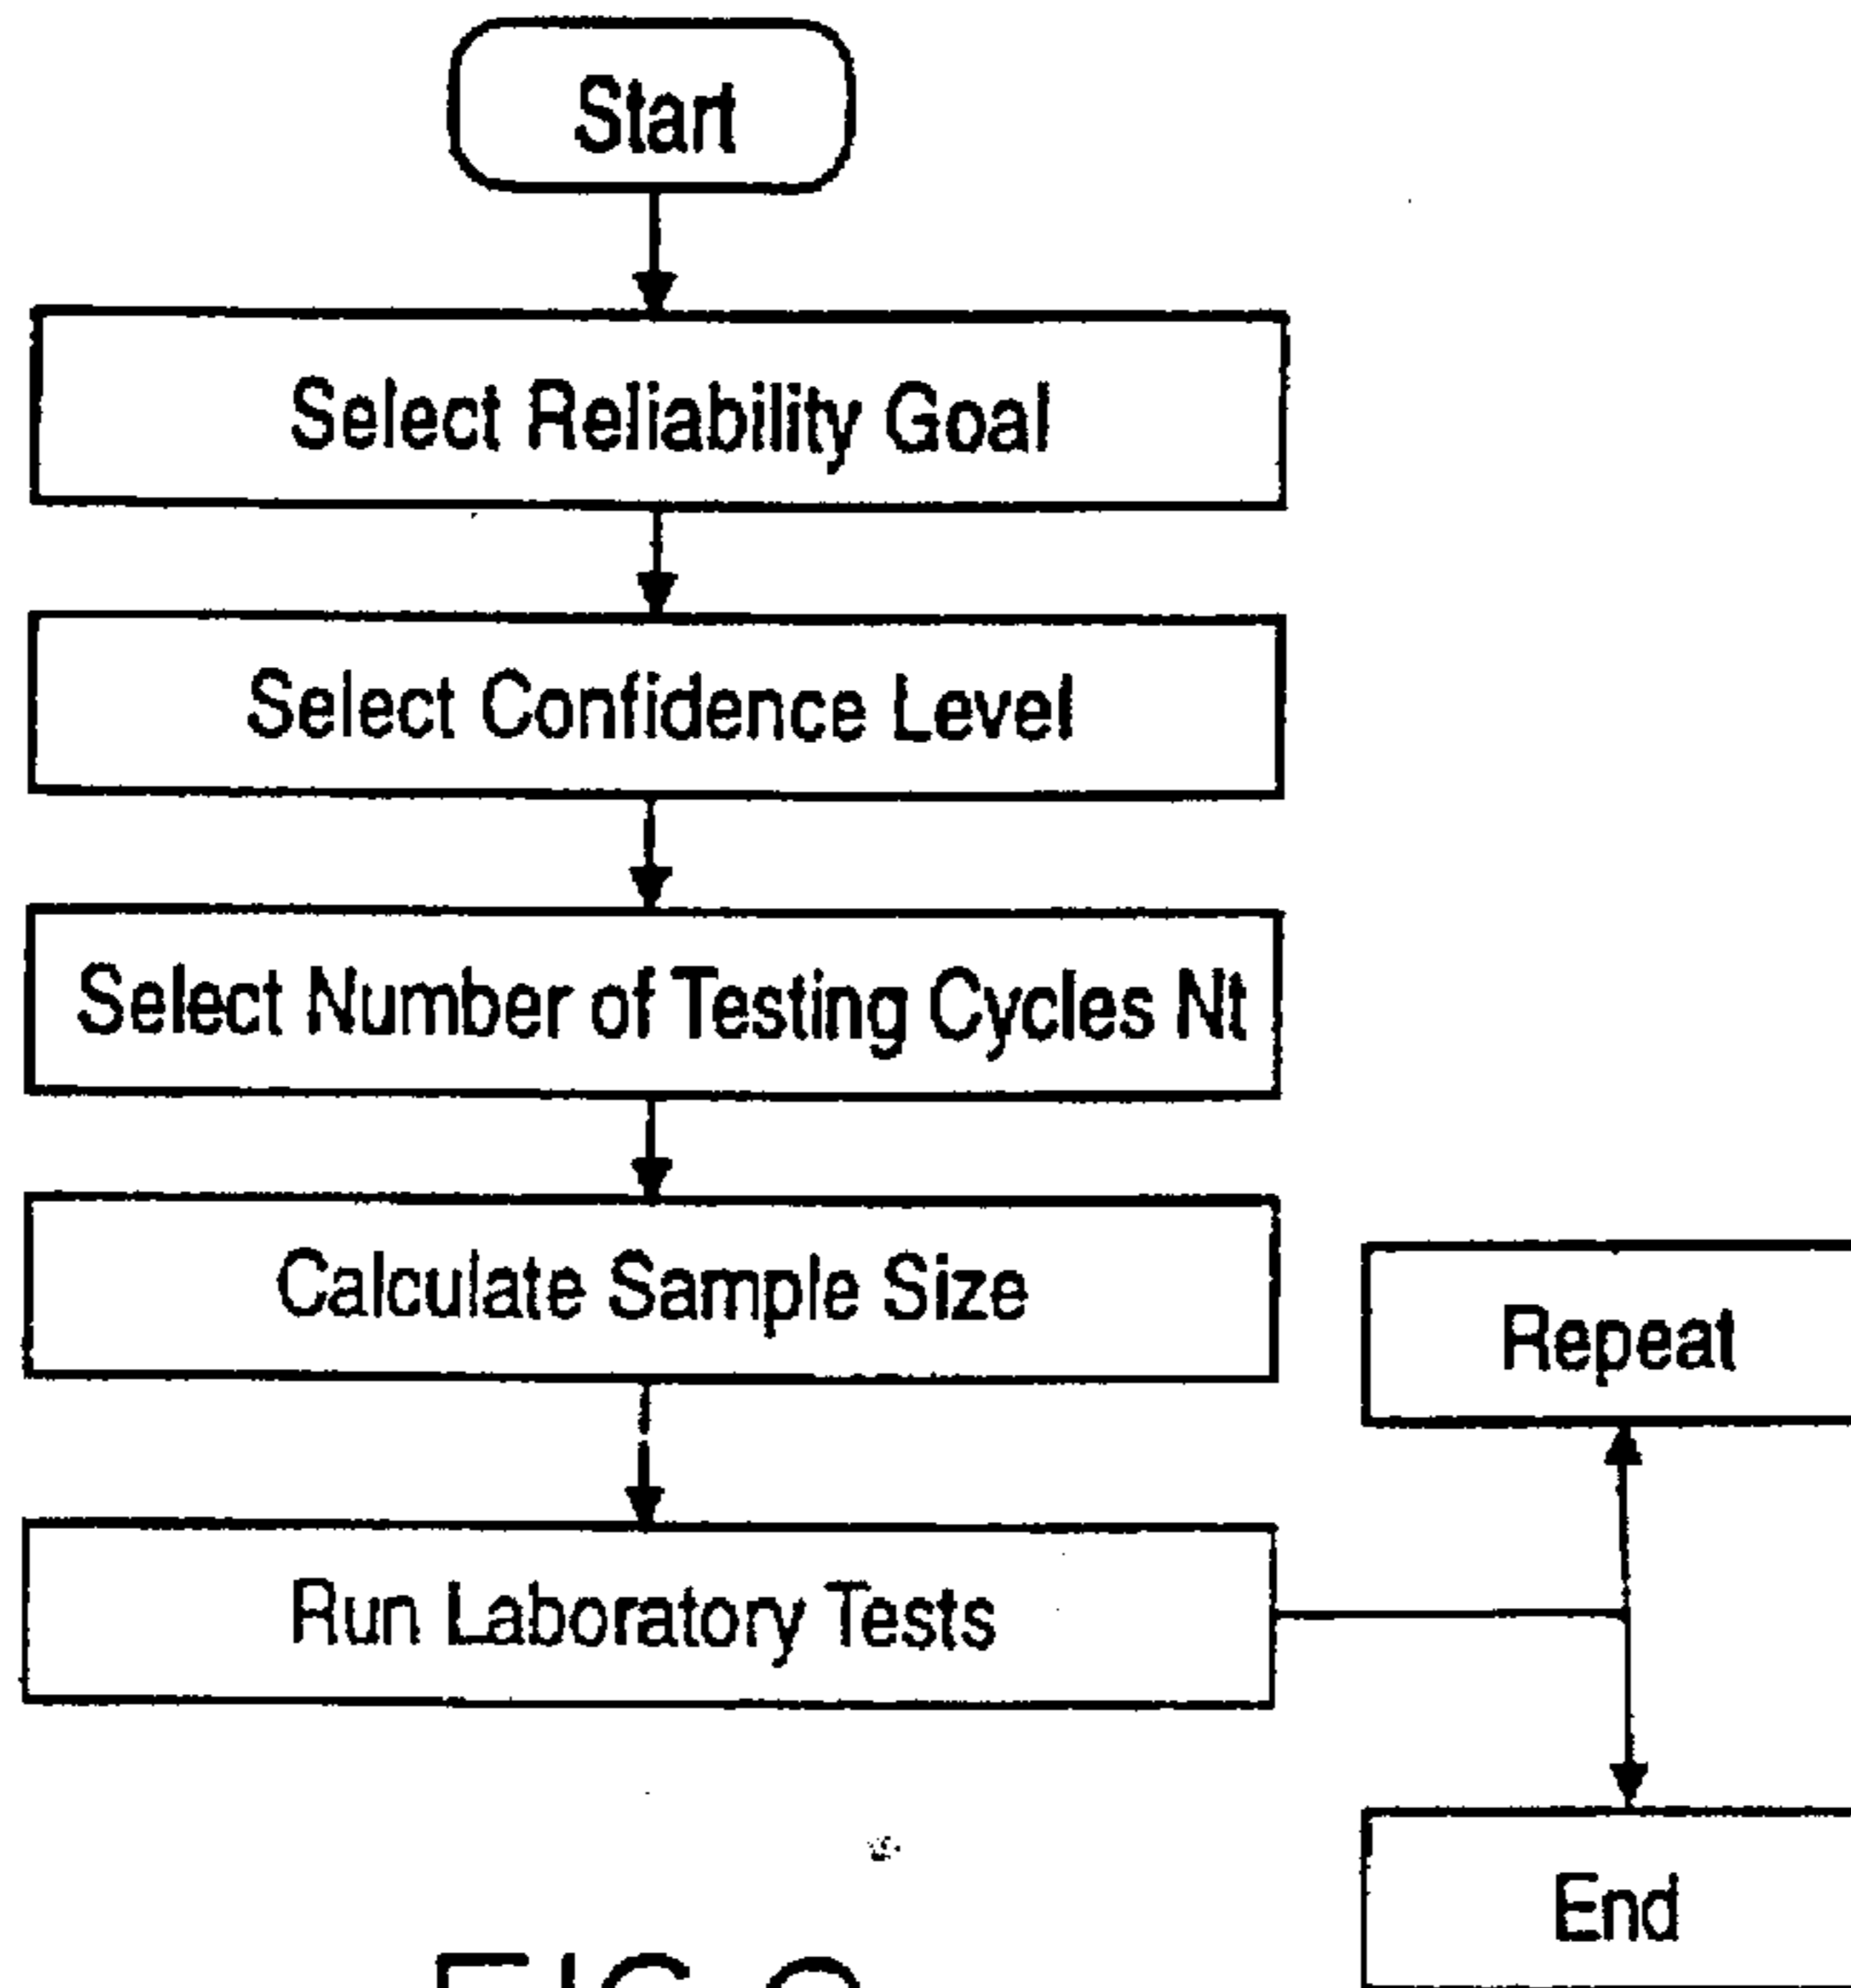 Start
Select Reliability Goal
Select Confidence Level
Select Number of Testing Cycles Nt
Calculate Sample Size
Repeat
Run Laboratory Tests
End